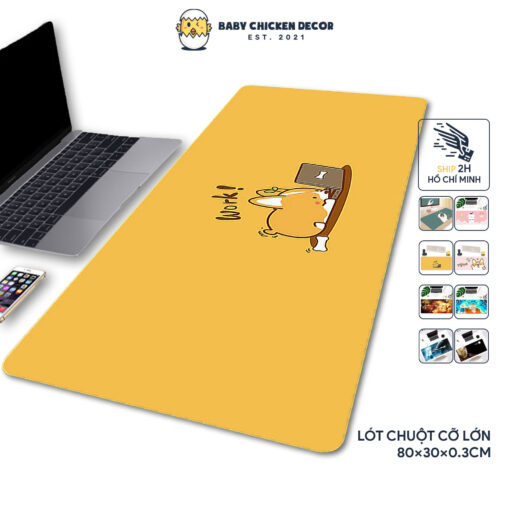 BABY CHICKEN DECOR
EST. 2021
Work!
SHIP 2H
HỒ CHÍ MINH
LÓT CHUỘT CỠ LỚN
80×30×0.3CM